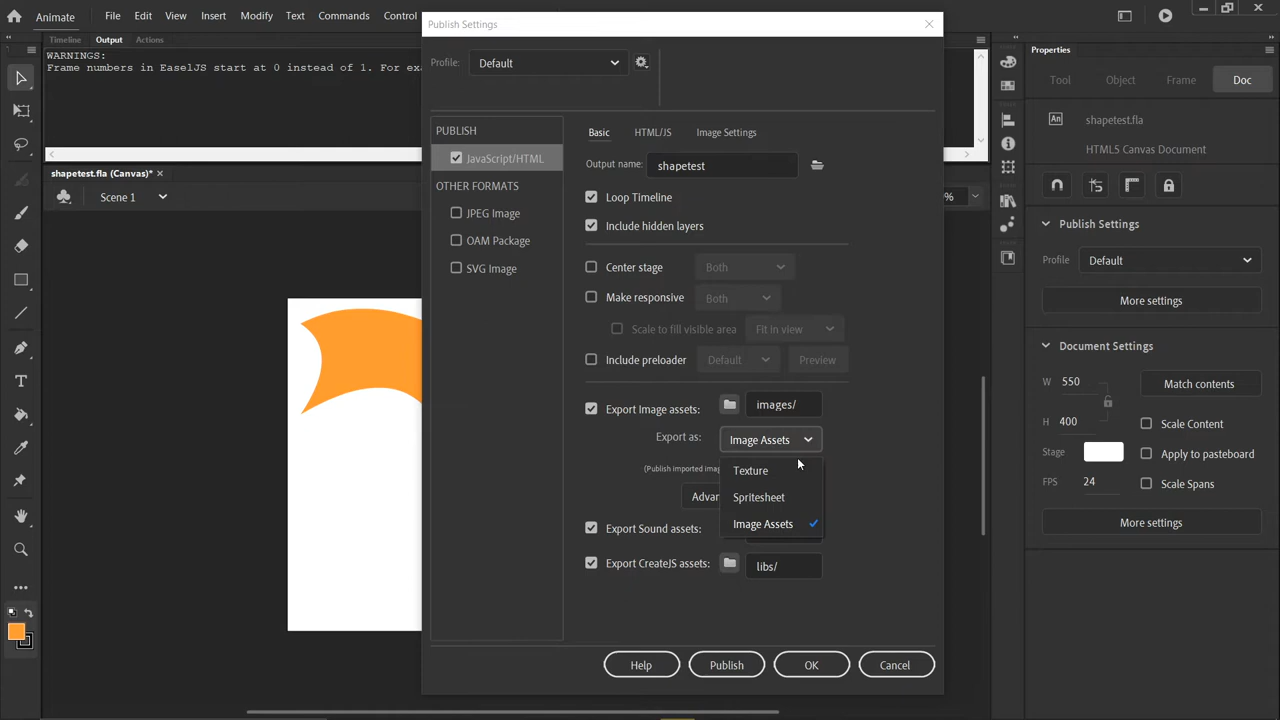 Animate
File Edit View Insert Modify Text Commands Control
Publish Settings
Timeline Output Actions
WARNINGS:
Frame numbers in EaselJS start at 0 instead of 1. For exa
Profile: Default
PUBLISH
JavaScript/HTML
OTHER FORMATS
JPEG Image
OAM Package
SVG Image
Basic HTML/JS Image Settings
Output name: shapetest
Loop Timeline
Include hidden layers
Center stage Both
Make responsive Both
Scale to fill visible area Fit in view
Include preloader Default Preview
Export Image assets: images/
Export as: Image Assets
(Publish imported imag
Texture
Advan
Spritesheet
Image Assets
Export Sound assets:
Export CreateJS assets: libs/
Help Publish OK Cancel
shapetest.fla (Canvas)*
Scene 1
%
Properties
Tool Object Frame Doc
An shapetest.fla
HTML5 Canvas Document
Publish Settings
Profile Default
More settings
Document Settings
W 550 Match contents
H 400 Scale Content
Stage Apply to pasteboard
FPS 24 Scale Spans
More settings